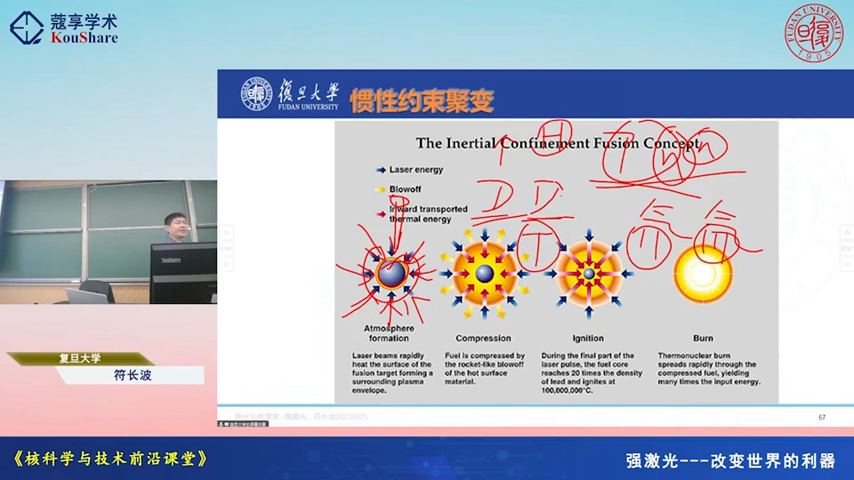 蔻享学术
KouShare
FUDAN UNIVERSITY
1905
復旦大学
FUDAN UNIVERSITY
惯性约束聚变
The Inertial Confinement Fusion Concept
Laser energy
Blowoff
Inward transported
thermal energy
H
P n n
D D
T
气 气
Atmosphere
formation
Laser beams rapidly
heat the surface of the
fusion target forming a
surrounding plasma
envelope.
Compression
Fuel is compressed by
the rocket-like blowoff
of the hot surface
material.
Ignition
During the final part of the
laser pulse, the fuel core
reaches 20 times the density
of lead and ignites at
100,000,000°C.
Burn
Thermonuclear burn
spreads rapidly through the
compressed fuel, yielding
many times the input energy.
57
复旦大学
符长波
《核科学与技术前沿课堂》
强激光---改变世界的利器